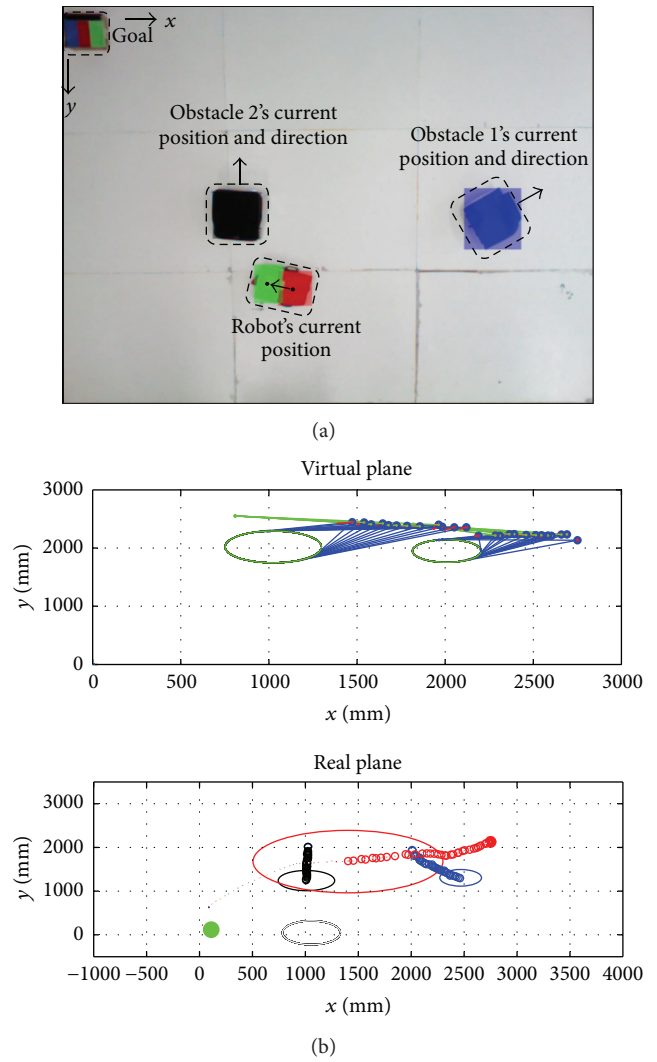 x
Goal
y
Obstacle 2's current
position and direction
Obstacle 1's current
position and direction
Robot's current
position
(a)
Virtual plane
3000
2000
1000
0
y (mm)
0 500 1000 1500 2000 2500 3000
x (mm)
Real plane
3000
2000
1000
0
y (mm)
−1000 −500 0 500 1000 1500 2000 2500 3000 3500 4000
x (mm)
(b)